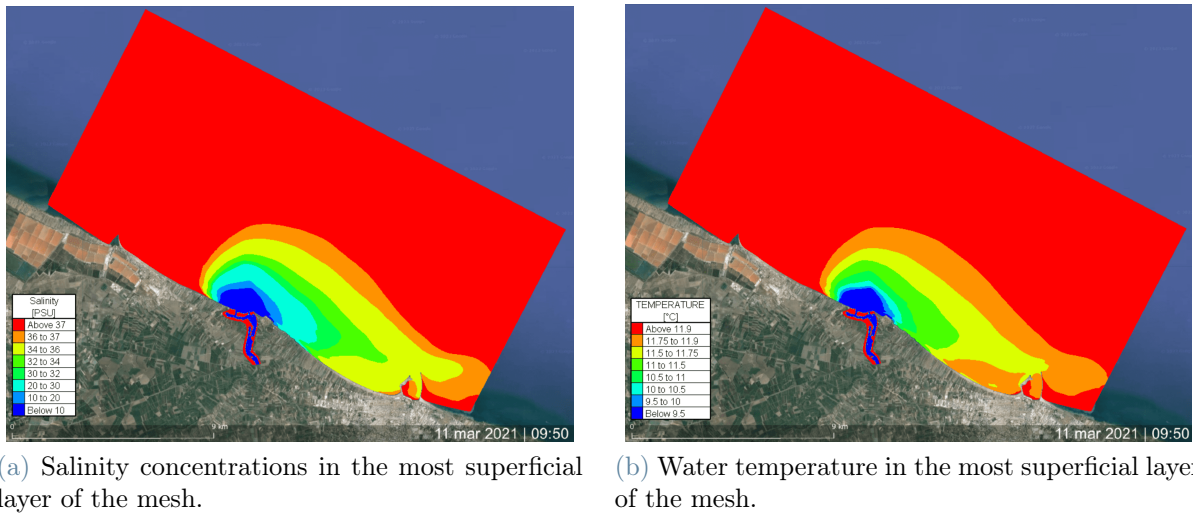 Salinity
[PSU]
Above 37
36 to 37
34 to 36
32 to 34
30 to 32
20 to 30
10 to 20
Below 10
0
9 km
11 mar 2021 | 09:50
TEMPERATURE
[°C]
Above 11.9
11.75 to 11.9
11.5 to 11.75
11 to 11.5
10.5 to 11
10 to 10.5
9.5 to 10
Below 9.5
0
9 km
11 mar 2021 | 09:50
(a) Salinity concentrations in the most superficial
layer of the mesh.
(b) Water temperature in the most superficial layer
of the mesh.